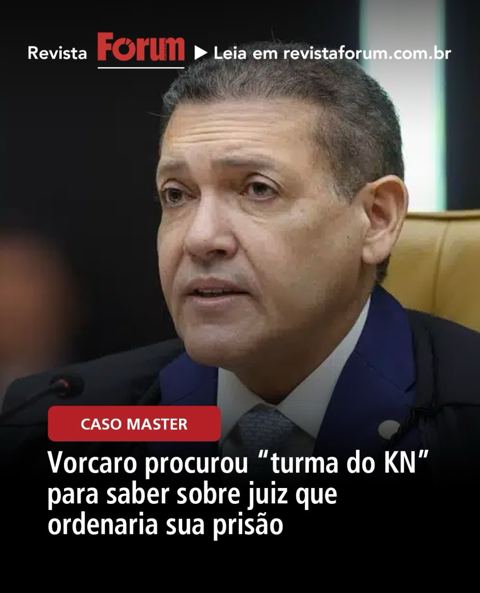 Revista Fórum ▶ Leia em revistaforum.com.br
CASO MASTER
Vorcaro procurou “turma do KN”
para saber sobre juiz que
ordenaria sua prisão